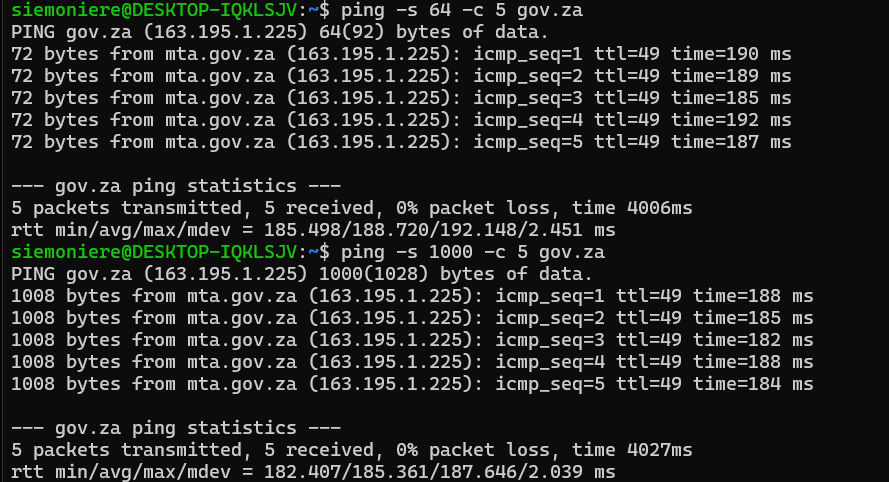 siemoniere@DESKTOP-IQKLSJV:~$ ping -s 64 -c 5 gov.za
PING gov.za (163.195.1.225) 64(92) bytes of data.
72 bytes from mta.gov.za (163.195.1.225): icmp_seq=1 ttl=49 time=190 ms
72 bytes from mta.gov.za (163.195.1.225): icmp_seq=2 ttl=49 time=189 ms
72 bytes from mta.gov.za (163.195.1.225): icmp_seq=3 ttl=49 time=185 ms
72 bytes from mta.gov.za (163.195.1.225): icmp_seq=4 ttl=49 time=192 ms
72 bytes from mta.gov.za (163.195.1.225): icmp_seq=5 ttl=49 time=187 ms

--- gov.za ping statistics ---
5 packets transmitted, 5 received, 0% packet loss, time 4006ms
rtt min/avg/max/mdev = 185.498/188.720/192.148/2.451 ms
siemoniere@DESKTOP-IQKLSJV:~$ ping -s 1000 -c 5 gov.za
PING gov.za (163.195.1.225) 1000(1028) bytes of data.
1008 bytes from mta.gov.za (163.195.1.225): icmp_seq=1 ttl=49 time=188 ms
1008 bytes from mta.gov.za (163.195.1.225): icmp_seq=2 ttl=49 time=185 ms
1008 bytes from mta.gov.za (163.195.1.225): icmp_seq=3 ttl=49 time=182 ms
1008 bytes from mta.gov.za (163.195.1.225): icmp_seq=4 ttl=49 time=188 ms
1008 bytes from mta.gov.za (163.195.1.225): icmp_seq=5 ttl=49 time=184 ms

--- gov.za ping statistics ---
5 packets transmitted, 5 received, 0% packet loss, time 4027ms
rtt min/avg/max/mdev = 182.407/185.361/187.646/2.039 ms